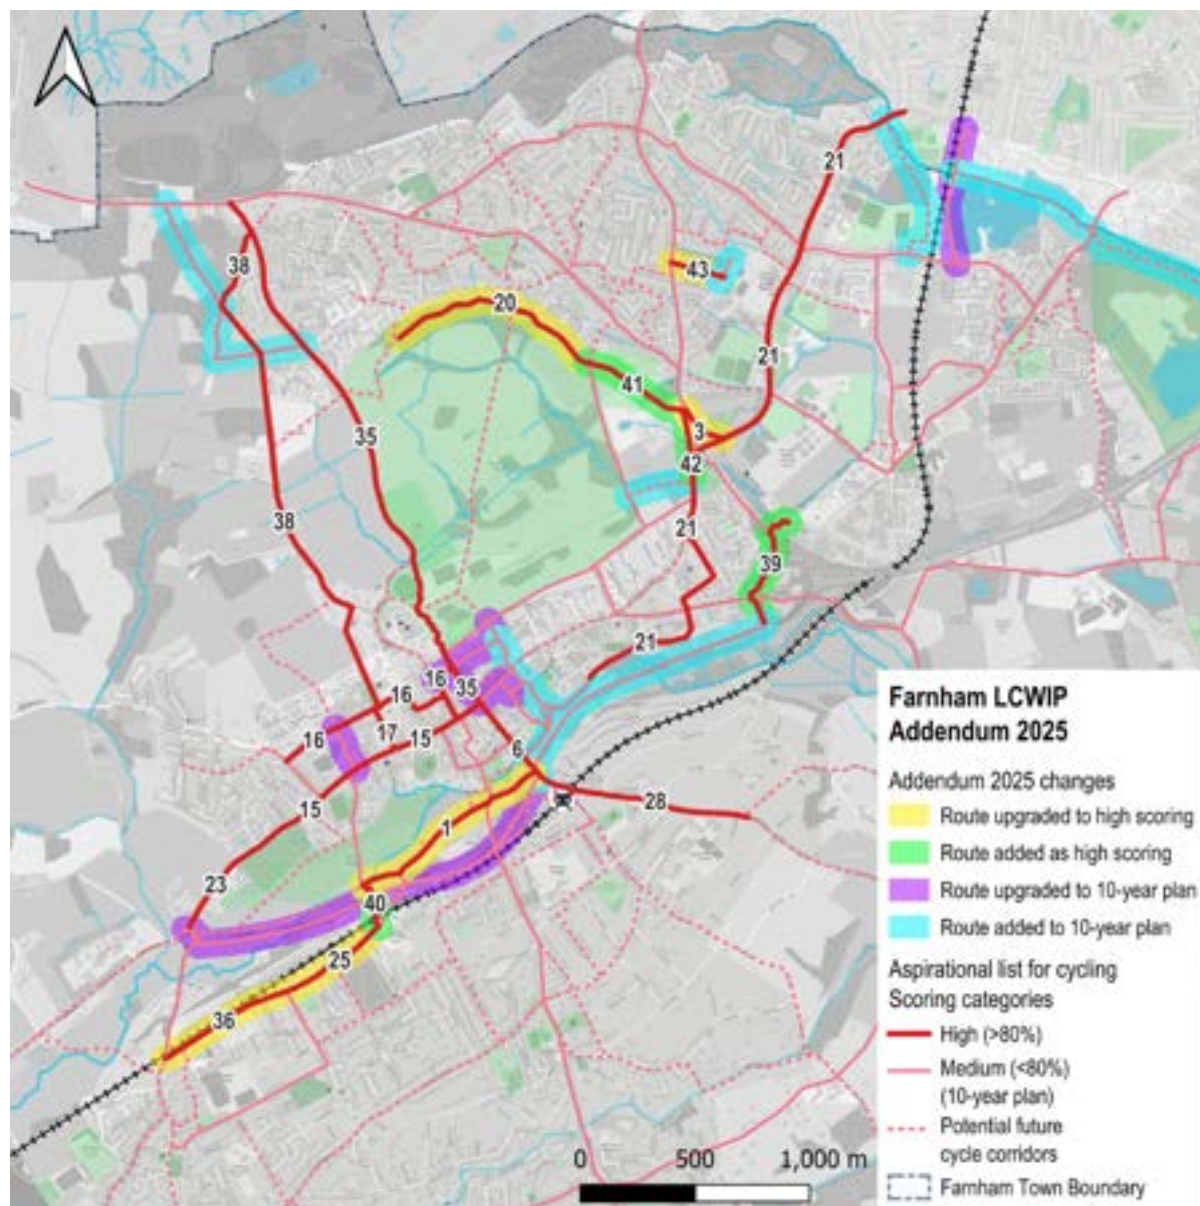 21
38
43
20
21
41
35
3
42
38
21
39
21
16
35
16
17
16
15
6
28
15
1
23
40
25
36
Farnham LCWIP
Addendum 2025
Addendum 2025 changes
Route upgraded to high scoring
Route added as high scoring
Route upgraded to 10-year plan
Route added to 10-year plan
Aspirational list for cycling
Scoring categories
High (>80%)
Medium (<80%)
(10-year plan)
Potential future
cycle corridors
Farnham Town Boundary
0 500 1,000 m